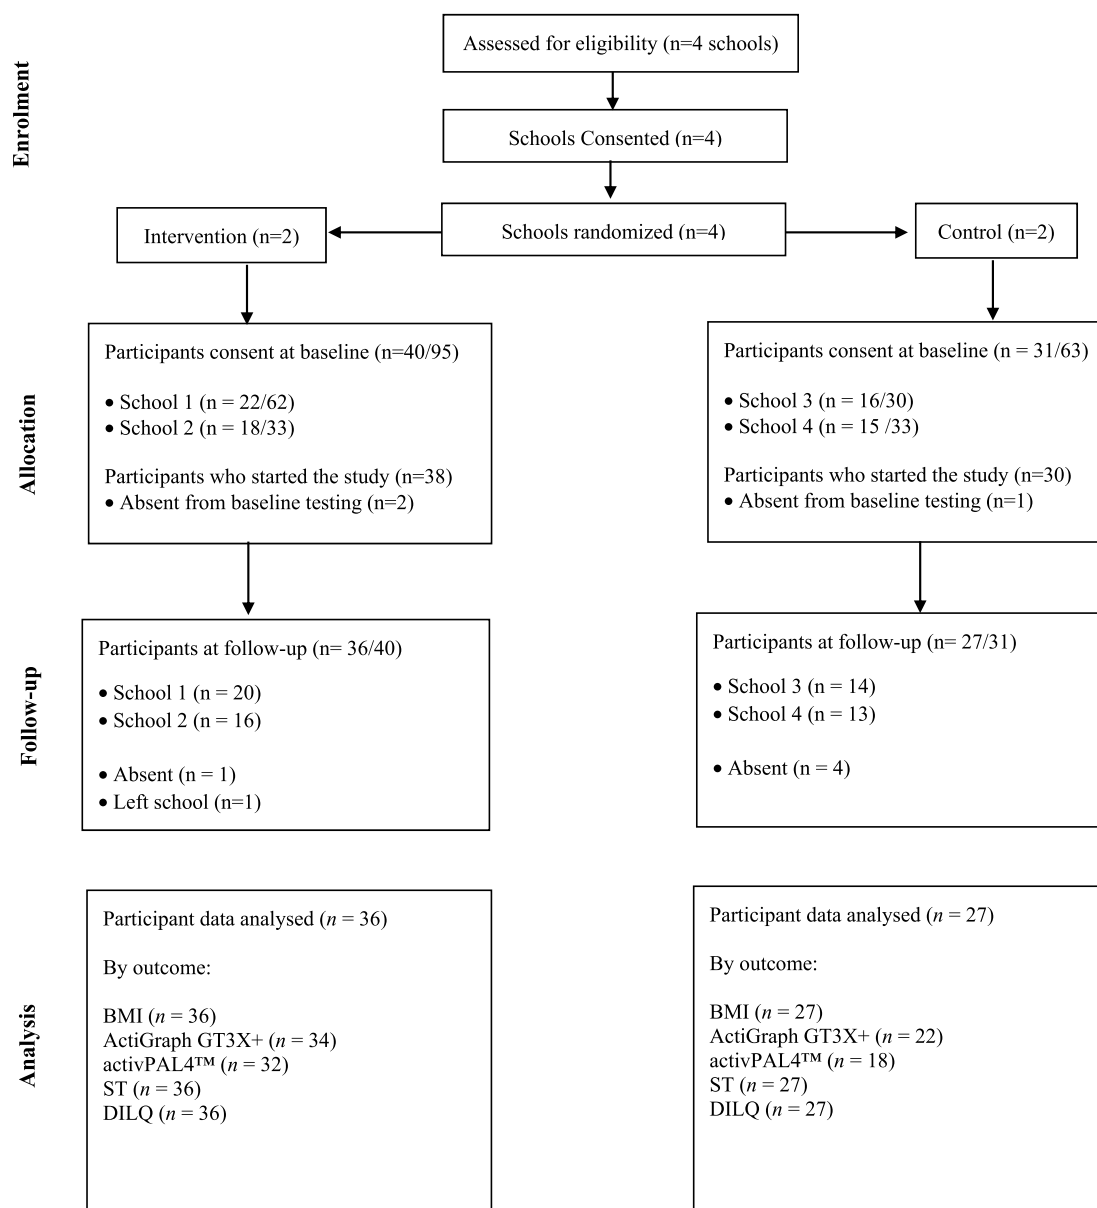 Enrolment
Assessed for eligibility (n=4 schools)
Schools Consented (n=4)
Schools randomized (n=4)
Intervention (n=2)
Control (n=2)
Allocation
Participants consent at baseline (n=40/95)
• School 1 (n = 22/62)
• School 2 (n = 18/33)
Participants who started the study (n=38)
• Absent from baseline testing (n=2)
Participants consent at baseline (n = 31/63)
• School 3 (n = 16/30)
• School 4 (n = 15 /33)
Participants who started the study (n=30)
• Absent from baseline testing (n=1)
Follow-up
Participants at follow-up (n= 36/40)
• School 1 (n = 20)
• School 2 (n = 16)
• Absent (n = 1)
• Left school (n=1)
Participants at follow-up (n= 27/31)
• School 3 (n = 14)
• School 4 (n = 13)
• Absent (n = 4)
Analysis
Participant data analysed (n = 36)
By outcome:
BMI (n = 36)
ActiGraph GT3X+ (n = 34)
activPAL4™ (n = 32)
ST (n = 36)
DILQ (n = 36)
Participant data analysed (n = 27)
By outcome:
BMI (n = 27)
ActiGraph GT3X+ (n = 22)
activPAL4™ (n = 18)
ST (n = 27)
DILQ (n = 27)